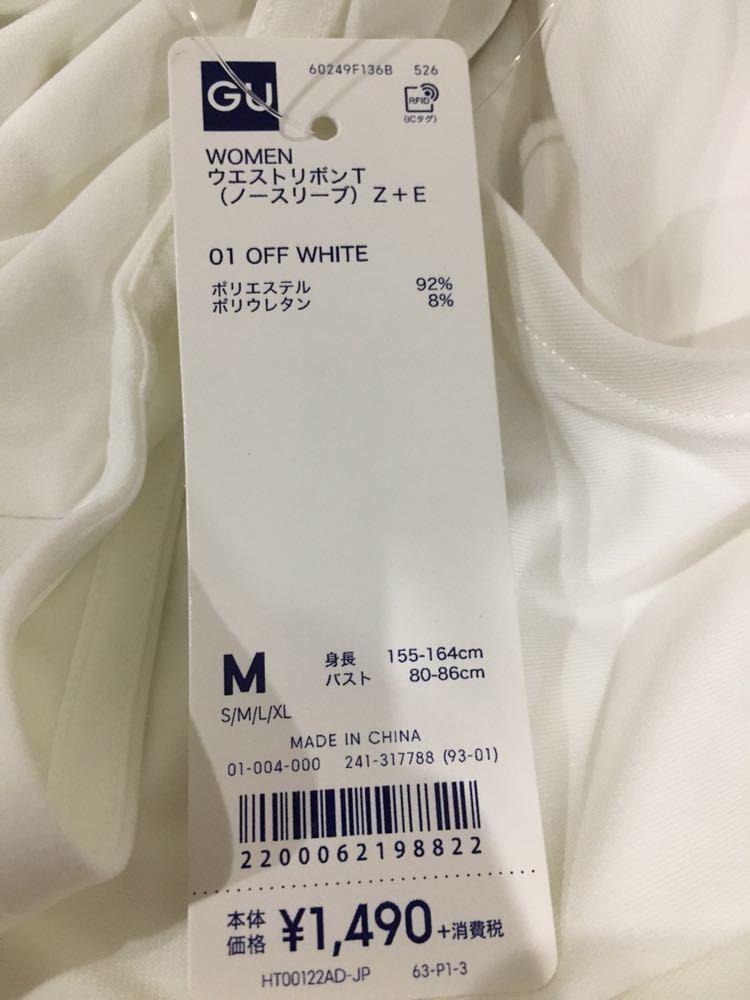 GU
60249F136B 526
RFID
(ICタグ)
WOMEN
ウエストリボンT
（ノースリーブ）Z+E
01 OFF WHITE
ポリエステル 92%
ポリウレタン 8%
M 身長 155-164cm
バスト 80-86cm
S/M/L/XL
MADE IN CHINA
01-004-000 241-317788 (93-01)
2200062198822
本体価格 ¥1,490 +消費税
HT00122AD-JP 63-P1-3